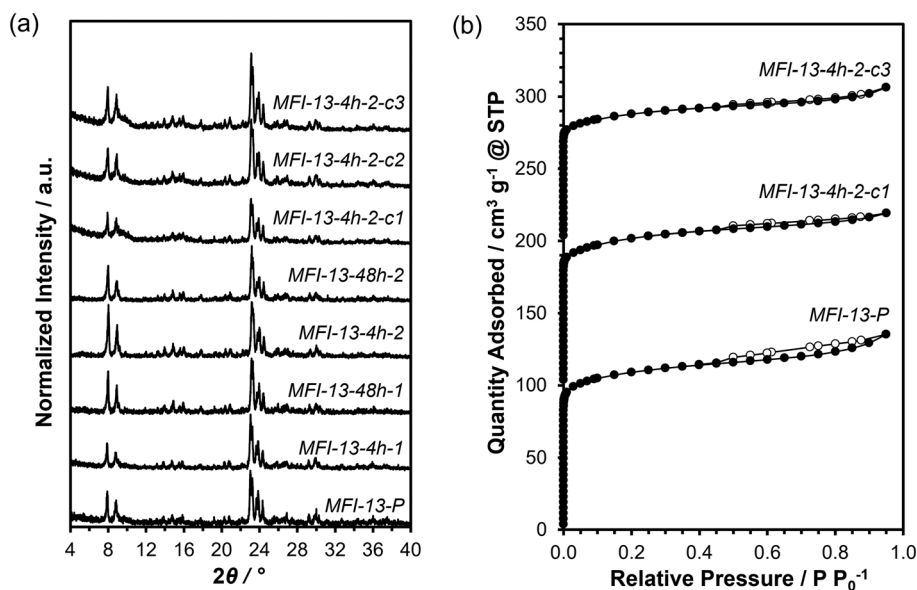 (a)
Normalized Intensity / a.u.
MFI-13-4h-2-c3
MFI-13-4h-2-c2
MFI-13-4h-2-c1
MFI-13-48h-2
MFI-13-4h-2
MFI-13-48h-1
MFI-13-4h-1
MFI-13-P
4 8 12 16 20 24 28 32 36 40
2θ / °
(b)
Quantity Adsorbed / cm³ g⁻¹ @ STP
350
300
250
200
150
100
50
0
MFI-13-4h-2-c3
MFI-13-4h-2-c1
MFI-13-P
0.0 0.2 0.4 0.6 0.8 1.0
Relative Pressure / P P₀⁻¹